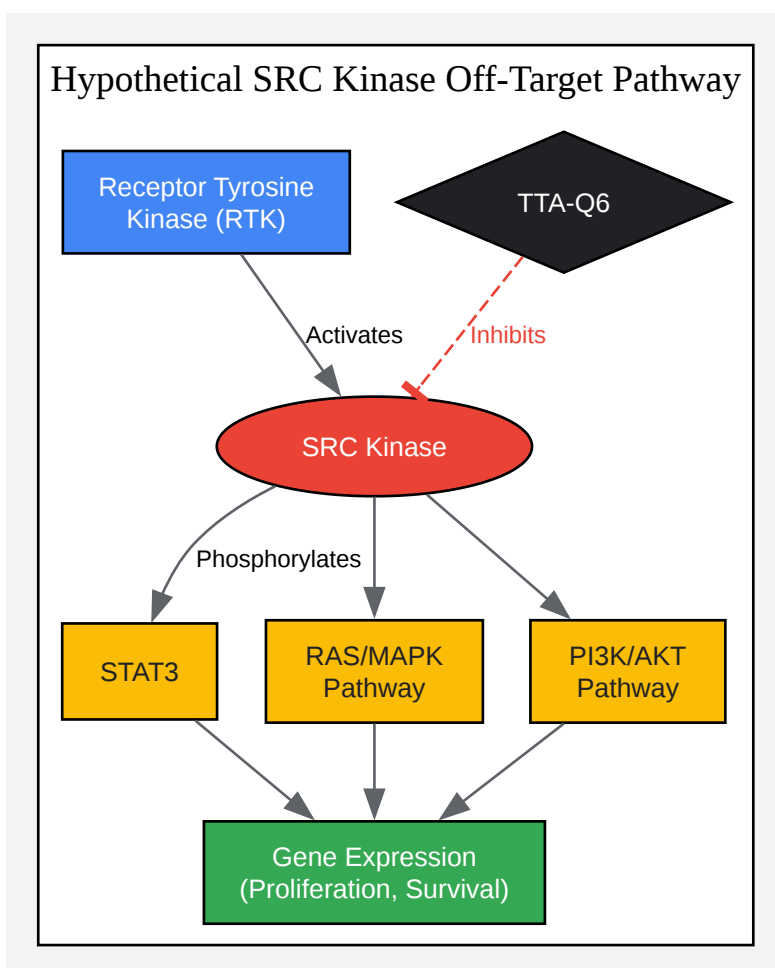 Hypothetical SRC Kinase Off-Target Pathway
Receptor Tyrosine
Kinase (RTK)
TTA-Q6
Activates
Inhibits
SRC Kinase
Phosphorylates
STAT3
RAS/MAPK
Pathway
PI3K/AKT
Pathway
Gene Expression
(Proliferation, Survival)